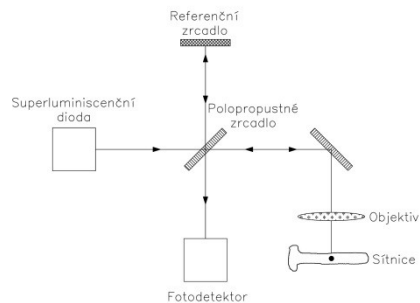 Referenční
zrcadlo
Superluminiscenční
dioda
Polopropustné
zrcadlo
Objektiv
Sítnice
Fotodetektor